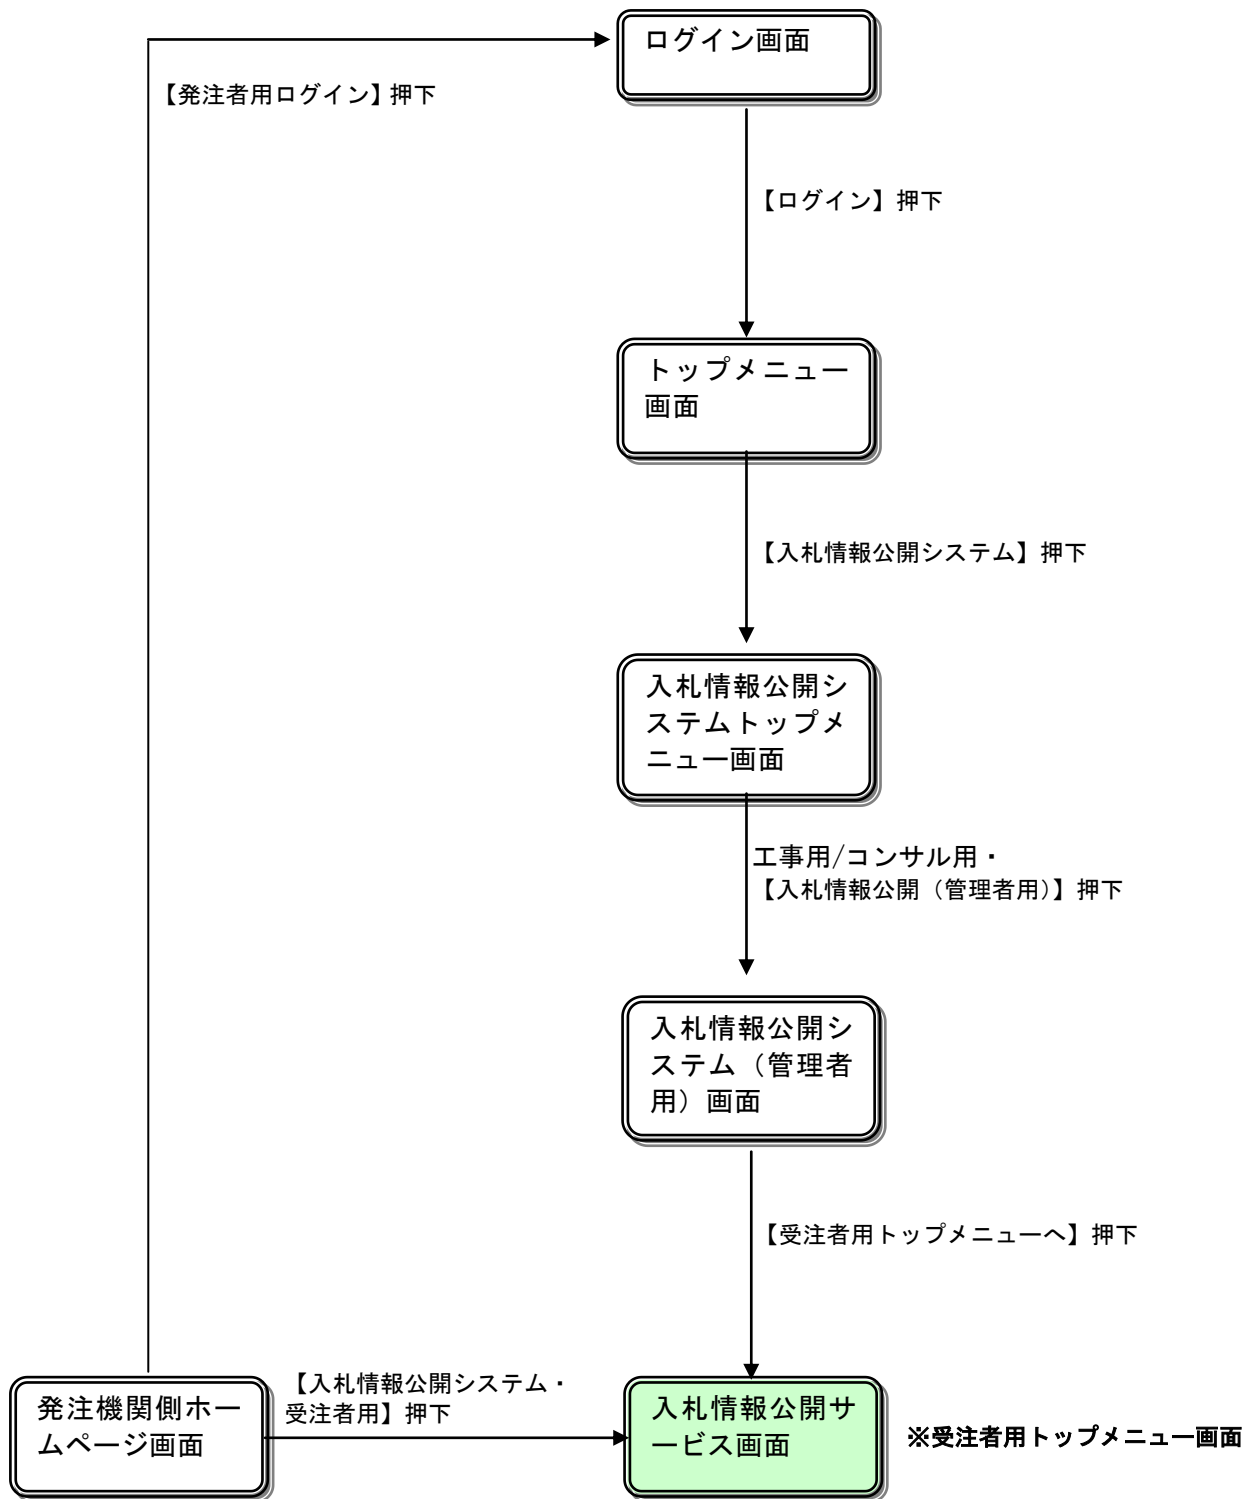 ログイン画面
【発注者用ログイン】押下
【ログイン】押下
トップメニュー
画面
【入札情報公開システム】押下
入札情報公開シ
ステムトップメ
ニュー画面
工事用/コンサル用・
【入札情報公開（管理者用）】押下
入札情報公開シ
ステム（管理者
用）画面
【受注者用トップメニューへ】押下
発注機関側ホー
ムページ画面
【入札情報公開システム・
受注者用】押下
入札情報公開サ
ービス画面
※受注者用トップメニュー画面